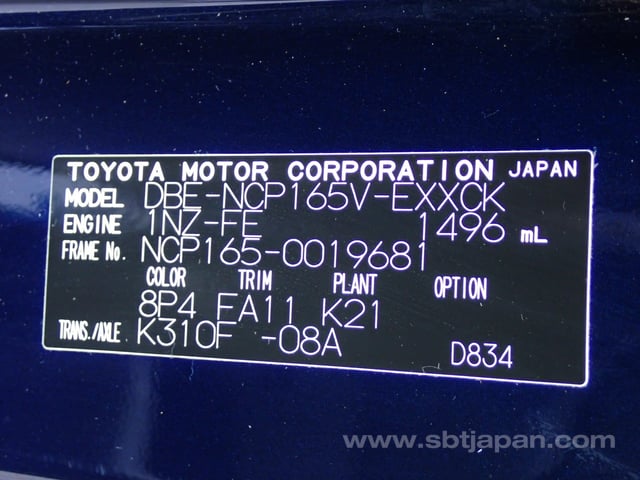 TOYOTA MOTOR CORPORATION JAPAN
MODEL DBE-NCP165V-EXXCK
ENGINE 1NZ-FE 1496 mL
FRAME No. NCP165-0019681
COLOR TRIM PLANT OPTION
8P4 FA11 K21
TRANS./AXLE K310F -08A
D834
www.sbtjapan.com